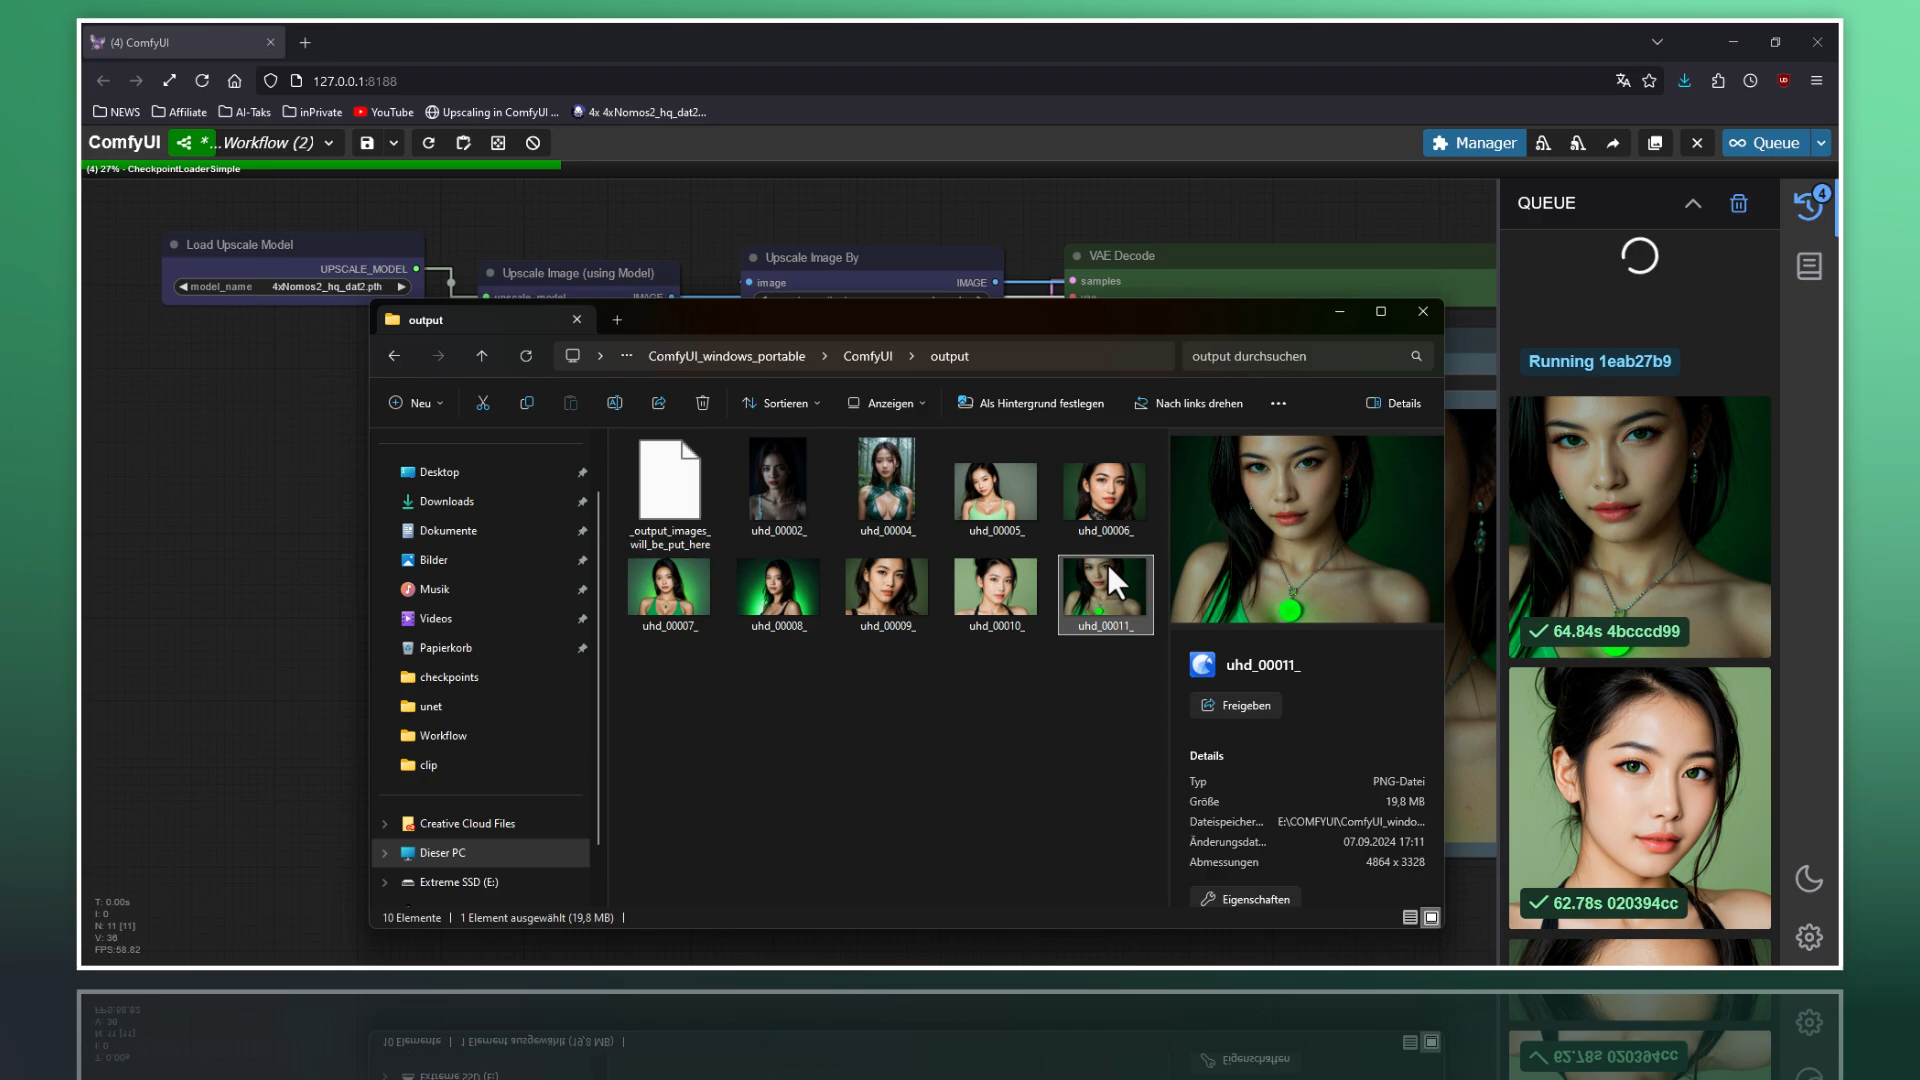 (4) ComfyUI
127.0.0.1:8188
NEWS
Affiliate
AI-Taks
inPrivate
YouTube
Upscaling in ComfyUI ...
4x 4xNomos2_hq_dat2...
ComfyUI
*...Workflow (2)
Manager
Queue
(4) 27% - CheckpointLoaderSimple
QUEUE
4
Load Upscale Model
UPSCALE_MODEL
model_name 4xNomos2_hq_dat2.pth
Upscale Image (using Model)
Upscale Image By
image
IMAGE
VAE Decode
samples
output
ComfyUI_windows_portable
ComfyUI
output
output durchsuchen
Neu
Sortieren
Anzeigen
Als Hintergrund festlegen
Nach links drehen
Details
Desktop
Downloads
Dokumente
Bilder
Musik
Videos
Papierkorb
checkpoints
unet
Workflow
clip
Creative Cloud Files
Dieser PC
Extreme SSD (E:)
_output_images_
will_be_put_here
uhd_00002_
uhd_00004_
uhd_00005_
uhd_00006_
uhd_00007_
uhd_00008_
uhd_00009_
uhd_00010_
uhd_00011_
uhd_00011_
Freigeben
Details
Typ PNG-Datei
Größe 19,8 MB
Dateispeicher... E:\COMFYUI\ComfyUI_windo...
Änderungsdat... 07.09.2024 17:11
Abmessungen 4864 x 3328
Eigenschaften
10 Elemente
1 Element ausgewählt (19,8 MB)
Running 1eab27b9
64.84s 4bcccd99
62.78s 020394cc
T: 0.00s
I: 0
N: 11 [11]
V: 36
FPS:58.82